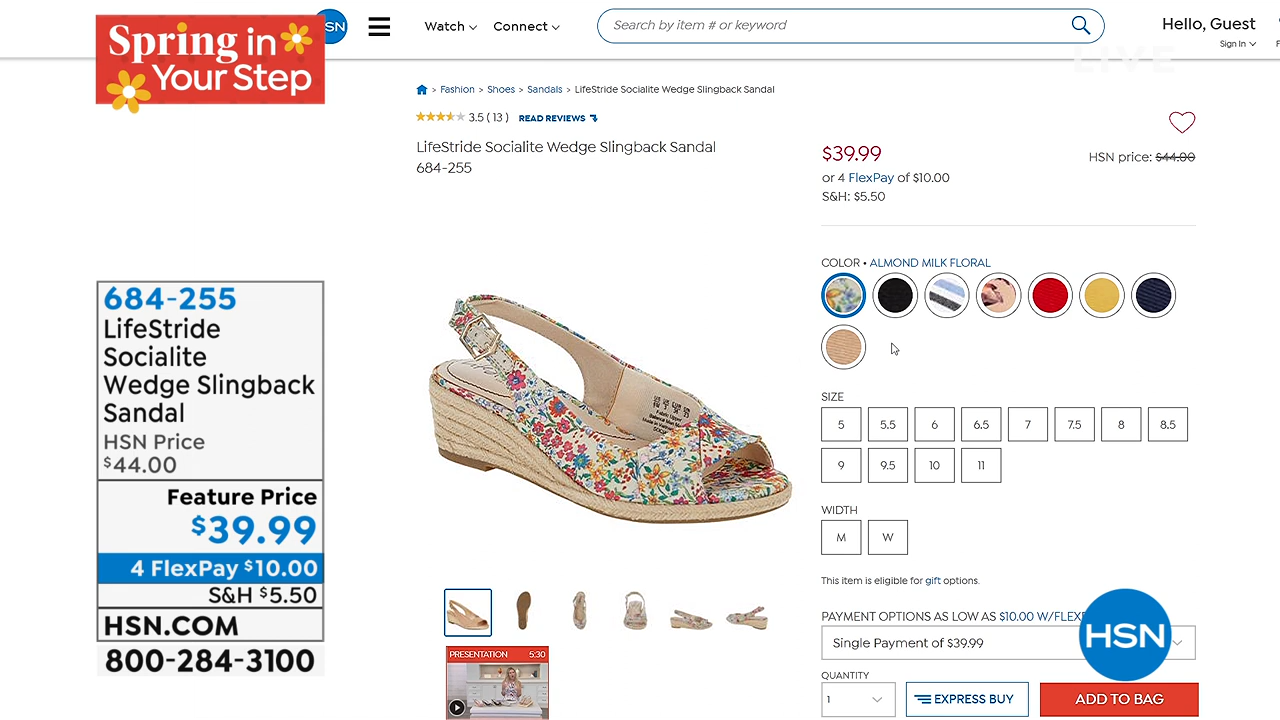 Spring in
Your Step
SN
Watch
Connect
Search by item # or keyword
Hello, Guest
Sign In
F
LIVE
> Fashion > Shoes > Sandals > LifeStride Socialite Wedge Slingback Sandal
3.5 ( 13 ) READ REVIEWS
LifeStride Socialite Wedge Slingback Sandal
684-255
$39.99
HSN price: $44.00
or 4 FlexPay of $10.00
S&H: $5.50
COLOR • ALMOND MILK FLORAL
SIZE
5 5.5 6 6.5 7 7.5 8 8.5
9 9.5 10 11
WIDTH
M W
This item is eligible for gift options.
PAYMENT OPTIONS AS LOW AS $10.00 W/FLEXP
Single Payment of $39.99
HSN
QUANTITY
1
EXPRESS BUY
ADD TO BAG
PRESENTATION 5:30
684-255
LifeStride
Socialite
Wedge Slingback
Sandal
HSN Price
$44.00
Feature Price
$39.99
4 FlexPay $10.00
S&H $5.50
HSN.COM
800-284-3100